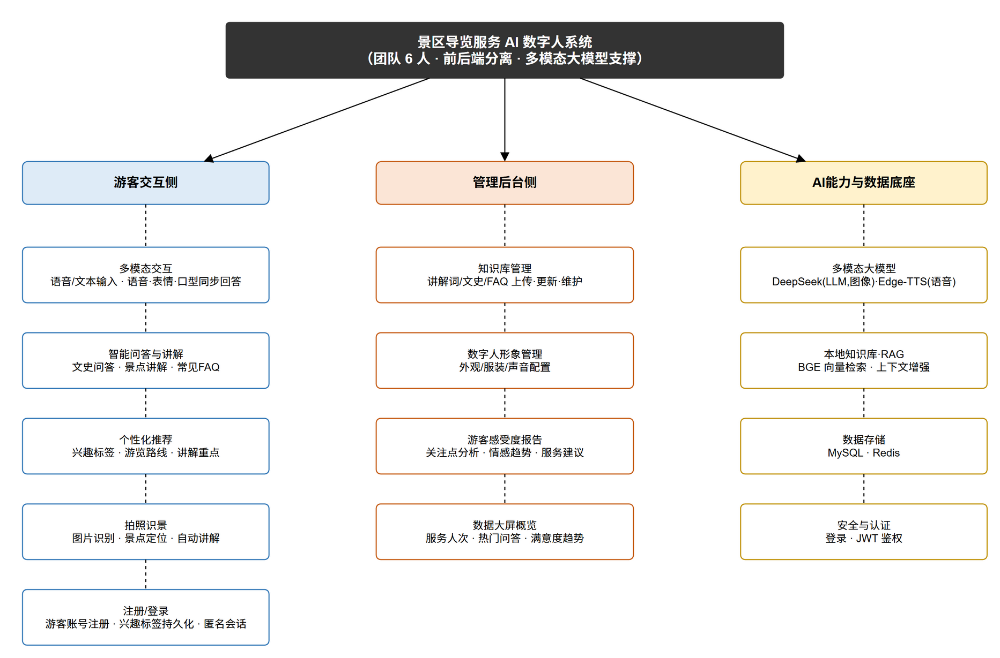 景区导览服务 AI 数字人系统
（团队 6 人 · 前后端分离 · 多模态大模型支撑）
游客交互侧
多模态交互
语音/文本输入 · 语音·表情·口型同步回答
智能问答与讲解
文史问答 · 景点讲解 · 常见FAQ
个性化推荐
兴趣标签 · 游览路线 · 讲解重点
拍照识景
图片识别 · 景点定位 · 自动讲解
注册/登录
游客账号注册 · 兴趣标签持久化 · 匿名会话
管理后台侧
知识库管理
讲解词/文史/FAQ 上传·更新·维护
数字人形象管理
外观/服装/声音配置
游客感受度报告
关注点分析 · 情感趋势 · 服务建议
数据大屏概览
服务人次 · 热门问答 · 满意度趋势
AI能力与数据底座
多模态大模型
DeepSeek(LLM,图像)·Edge-TTS(语音)
本地知识库·RAG
BGE 向量检索 · 上下文增强
数据存储
MySQL · Redis
安全与认证
登录 · JWT 鉴权